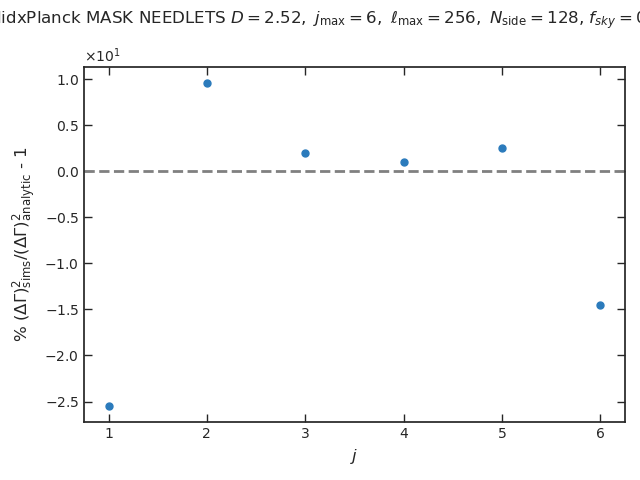 idxPlanck MASK NEEDLETS D = 2.52, j_max = 6, ℓ_max = 256, N_side = 128, f_sky = 0
×10¹
1.0
0.5
0.0
−0.5
−1.0
−1.5
−2.0
−2.5
% (ΔΓ)²_sims/(ΔΓ)²_analytic - 1
1 2 3 4 5 6
j